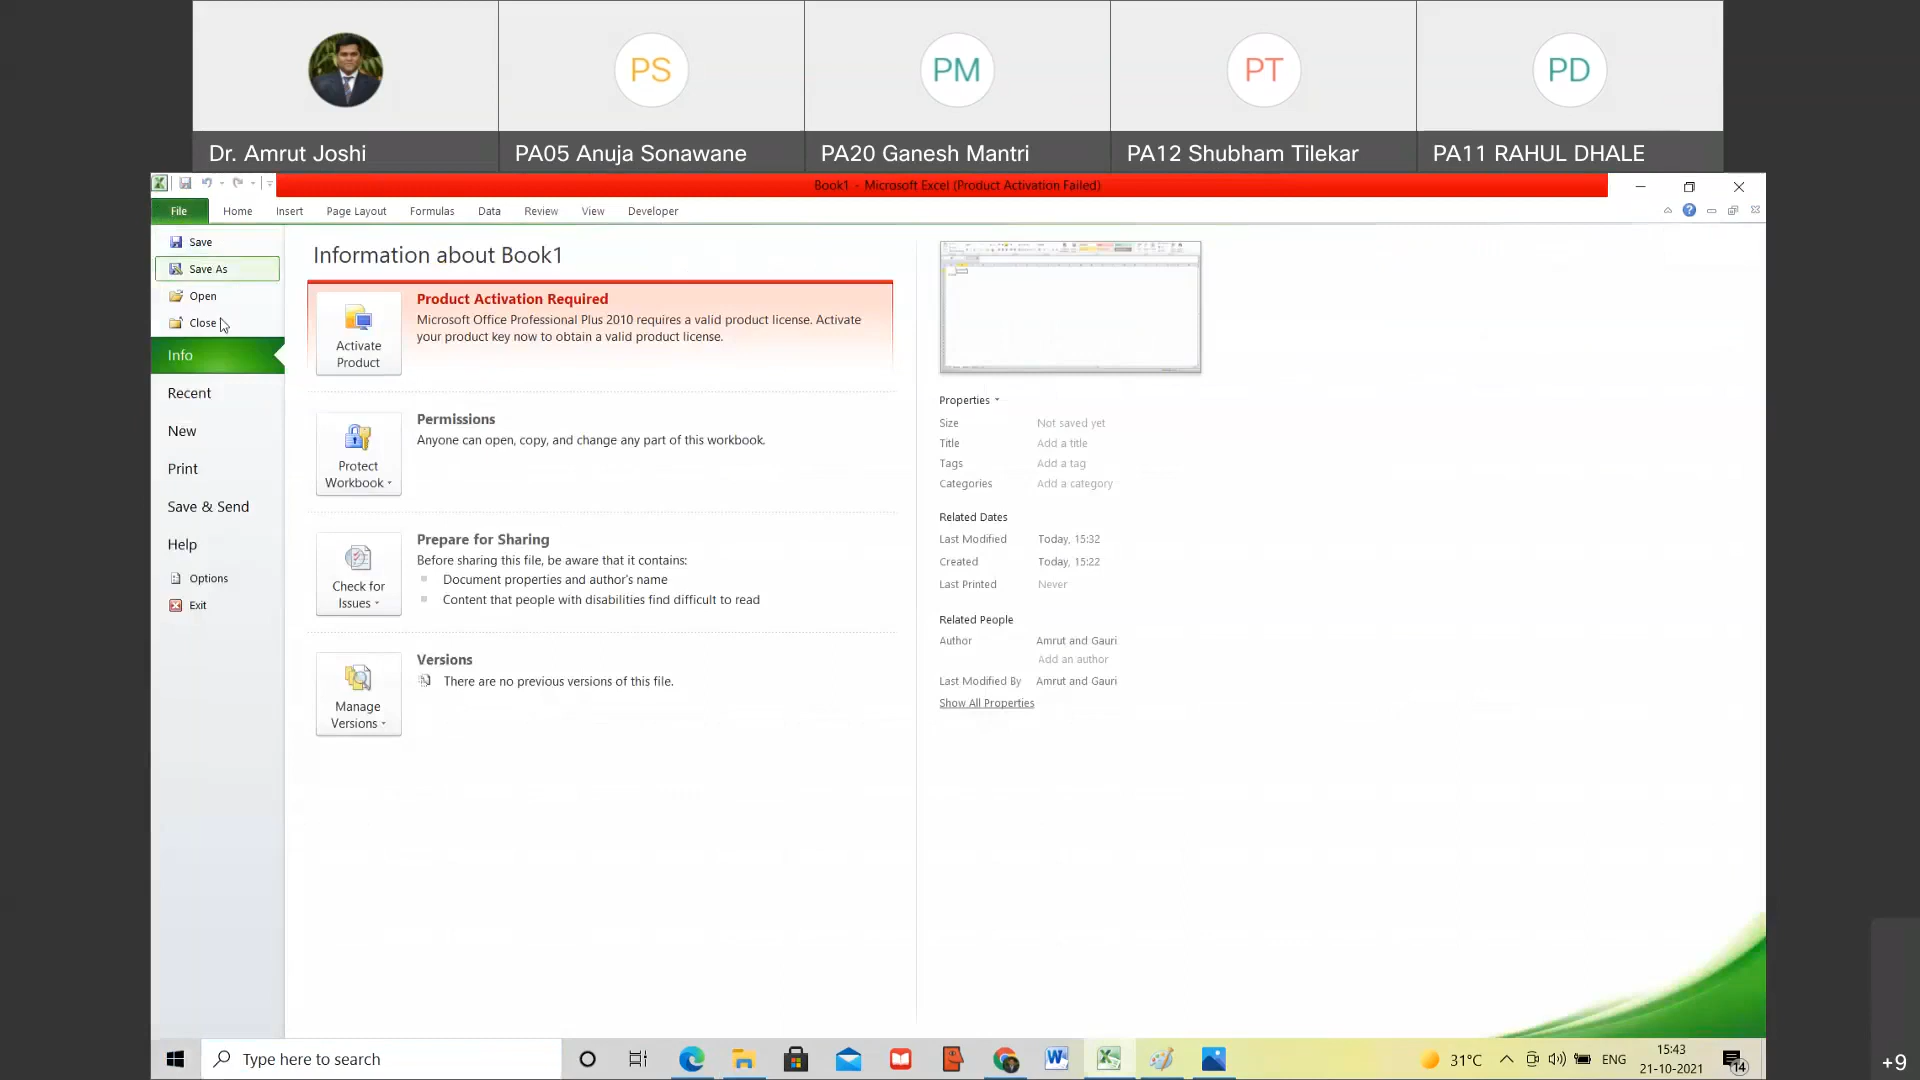 PS
PM
PT
PD
Dr. Amrut Joshi
PA05 Anuja Sonawane
PA20 Ganesh Mantri
PA12 Shubham Tilekar
PA11 RAHUL DHALE
Book1 - Microsoft Excel (Product Activation Failed)
File
Home
Insert
Page Layout
Formulas
Data
Review
View
Developer
Save
Save As
Open
Close
Info
Recent
New
Print
Save & Send
Help
Options
Exit
Information about Book1
Activate
Product
Product Activation Required
Microsoft Office Professional Plus 2010 requires a valid product license. Activate
your product key now to obtain a valid product license.
Protect
Workbook
Permissions
Anyone can open, copy, and change any part of this workbook.
Check for
Issues
Prepare for Sharing
Before sharing this file, be aware that it contains:
Document properties and author's name
Content that people with disabilities find difficult to read
Manage
Versions
Versions
There are no previous versions of this file.
Properties
Size Not saved yet
Title Add a title
Tags Add a tag
Categories Add a category
Related Dates
Last Modified Today, 15:32
Created Today, 15:22
Last Printed Never
Related People
Author Amrut and Gauri
Add an author
Last Modified By Amrut and Gauri
Show All Properties
Type here to search
31°C
ENG
15:43
21-10-2021
14
+9